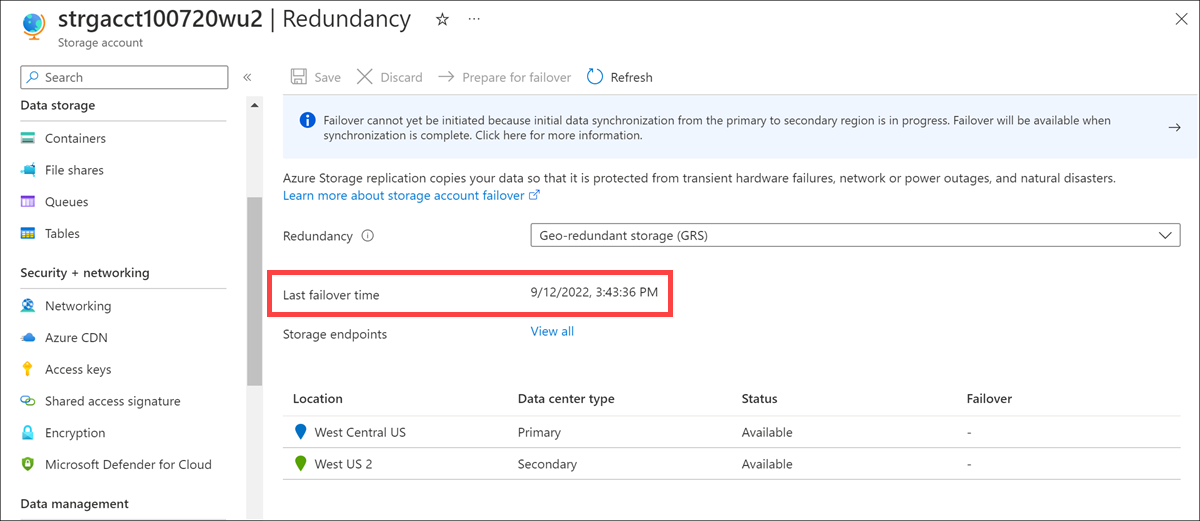 strgacct100720wu2 | Redundancy ☆ ···
Storage account
Search
Data storage
Containers
File shares
Queues
Tables
Security + networking
Networking
Azure CDN
Access keys
Shared access signature
Encryption
Microsoft Defender for Cloud
Data management
Save Discard Prepare for failover Refresh
Failover cannot yet be initiated because initial data synchronization from the primary to secondary region is in progress. Failover will be available when
synchronization is complete. Click here for more information.
Azure Storage replication copies your data so that it is protected from transient hardware failures, network or power outages, and natural disasters.
Learn more about storage account failover
Redundancy Geo-redundant storage (GRS)
Last failover time 9/12/2022, 3:43:36 PM
Storage endpoints View all
Location Data center type Status Failover
West Central US Primary Available -
West US 2 Secondary Available -